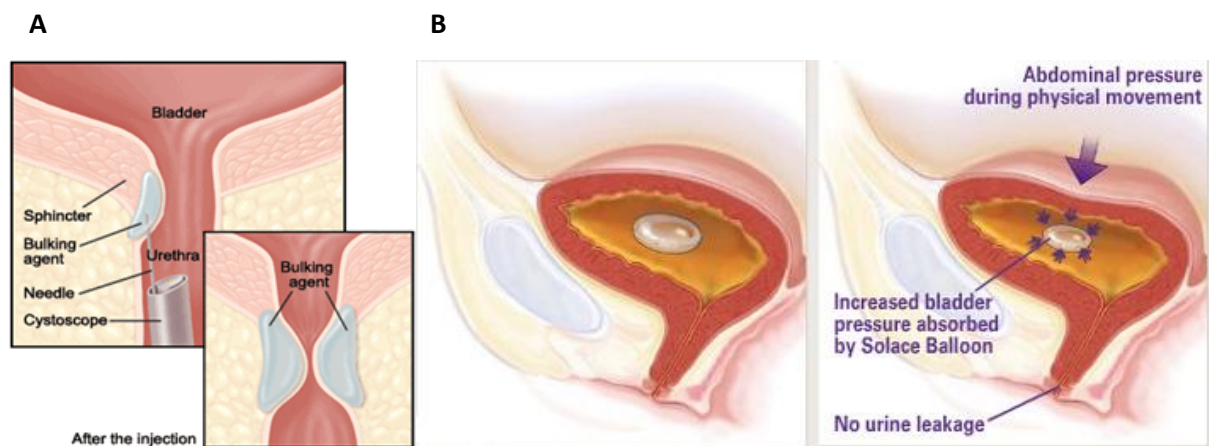 A
B
Bladder
Sphincter
Bulking
agent
Urethra
Needle
Cystoscope
Bulking
agent
After the injection
Abdominal pressure
during physical movement
Increased bladder
pressure absorbed
by Solace Balloon
No urine leakage